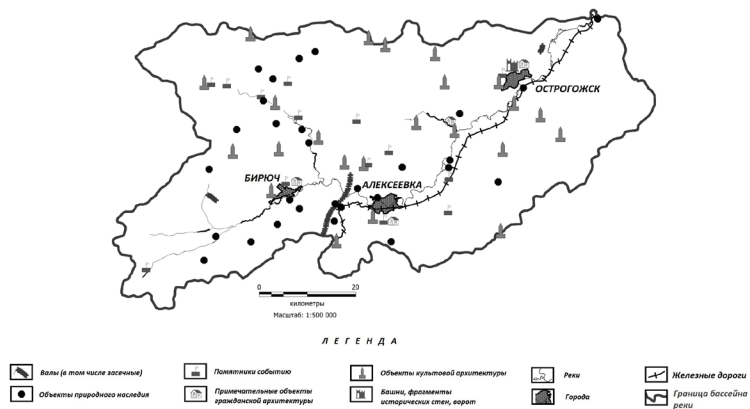 ОСТРОГОЖСК
БИРЮЧ
АЛЕКСЕЕВКА
0 20
километры
Масштаб: 1:500 000
ЛЕГЕНДА
Валы (в том числе засечные)
Памятники событию
Объекты культовой архитектуры
Реки
Железные дороги
Объекты природного наследия
Примечательные объекты
гражданской архитектуры
Башни, фрагменты
исторических стен, ворот
Города
Граница бассейна
реки